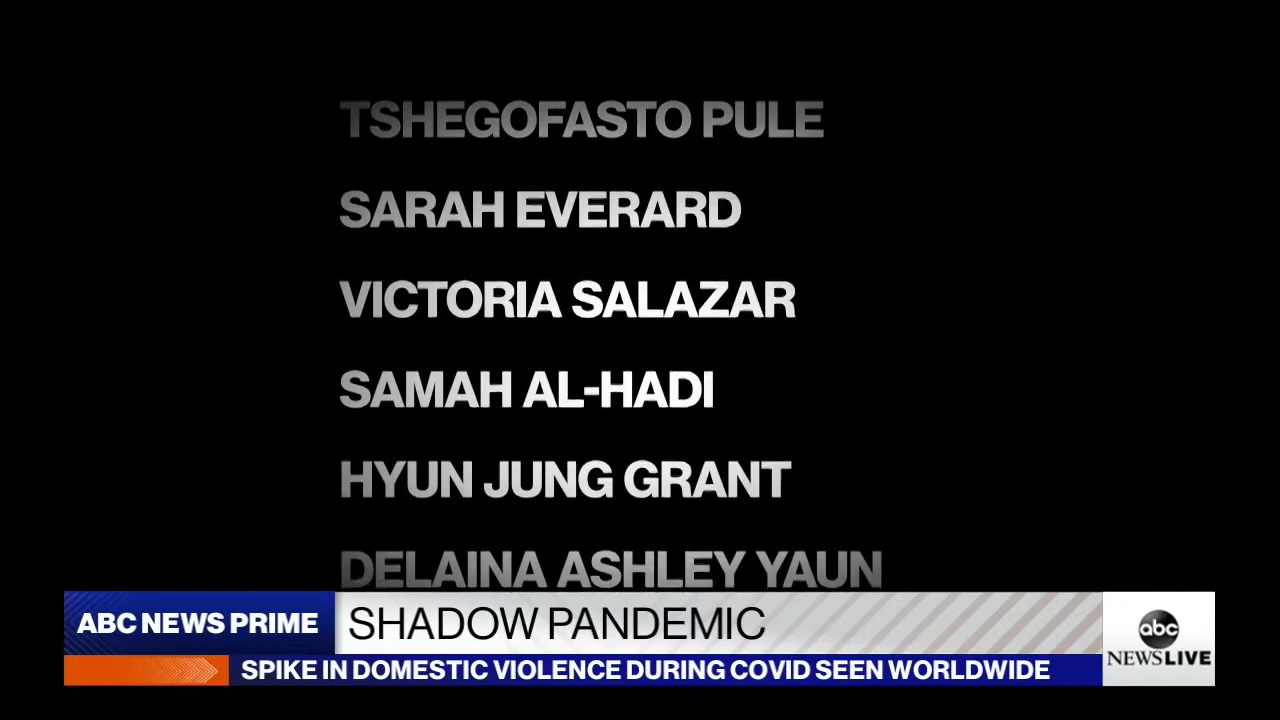 TSHEGOFASTO PULE
SARAH EVERARD
VICTORIA SALAZAR
SAMAH AL-HADI
HYUN JUNG GRANT
DELAINA ASHLEY YAUN
ABC NEWS PRIME
SHADOW PANDEMIC
abc
NEWSLIVE
SPIKE IN DOMESTIC VIOLENCE DURING COVID SEEN WORLDWIDE